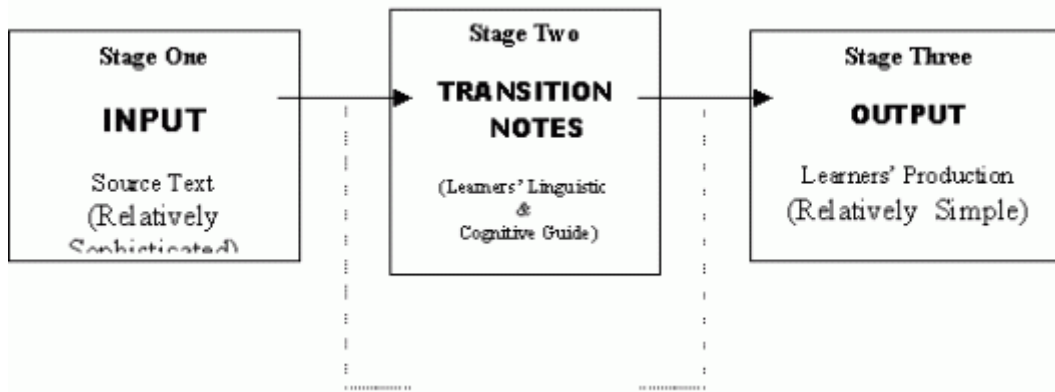 Stage One
INPUT
Source Text
(Relatively
Sophisticated)
Stage Two
TRANSITION
NOTES
(Learners' Linguistic
&
Cognitive Guide)
Stage Three
OUTPUT
Learners' Production
(Relatively Simple)